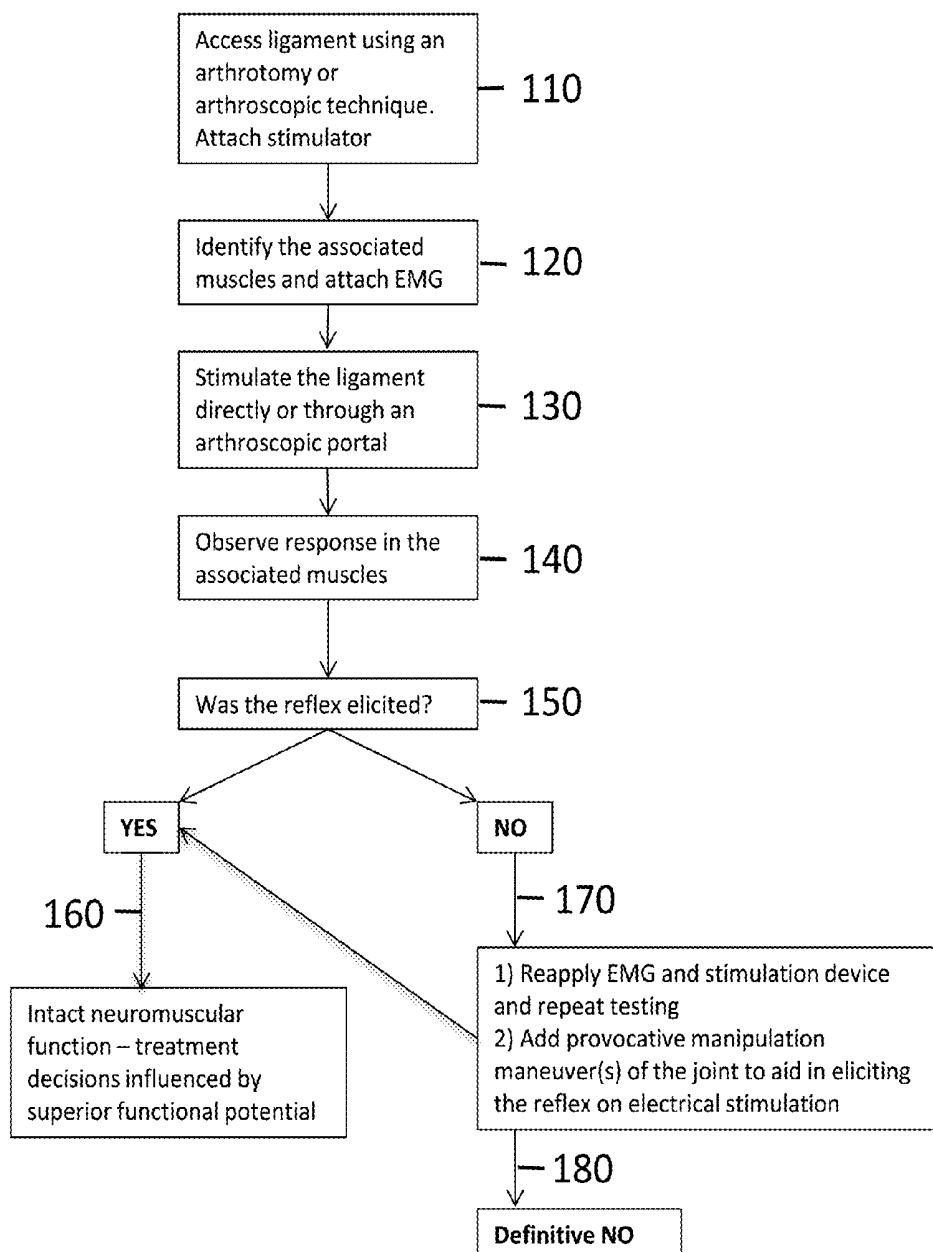 Access ligament using an
arthrotomy or
arthroscopic technique.
Attach stimulator
110
Identify the associated
muscles and attach EMG
120
Stimulate the ligament
directly or through an
arthroscopic portal
130
Observe response in the
associated muscles
140
Was the reflex elicited?
150
YES
NO
160
170
Intact neuromuscular
function – treatment
decisions influenced by
superior functional potential
1) Reapply EMG and stimulation device
and repeat testing
2) Add provocative manipulation
maneuver(s) of the joint to aid in eliciting
the reflex on electrical stimulation
180
Definitive NO